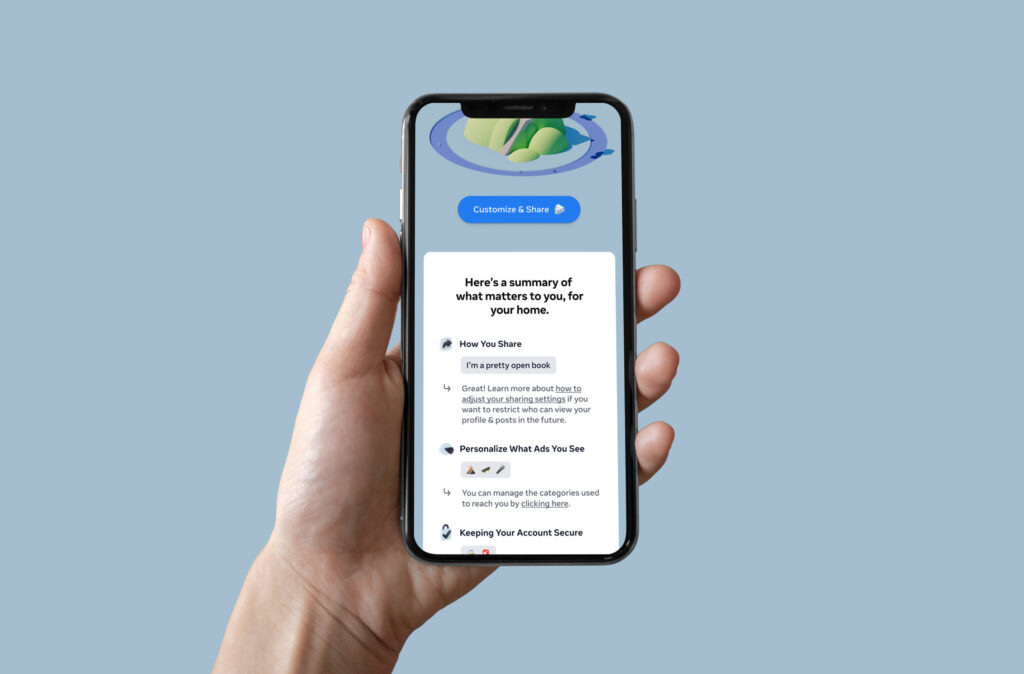 Customize & Share
Here's a summary of
what matters to you, for
your home.
How You Share
I'm a pretty open book
Great! Learn more about how to
adjust your sharing settings if you
want to restrict who can view your
profile & posts in the future.
Personalize What Ads You See
You can manage the categories used
to reach you by clicking here.
Keeping Your Account Secure